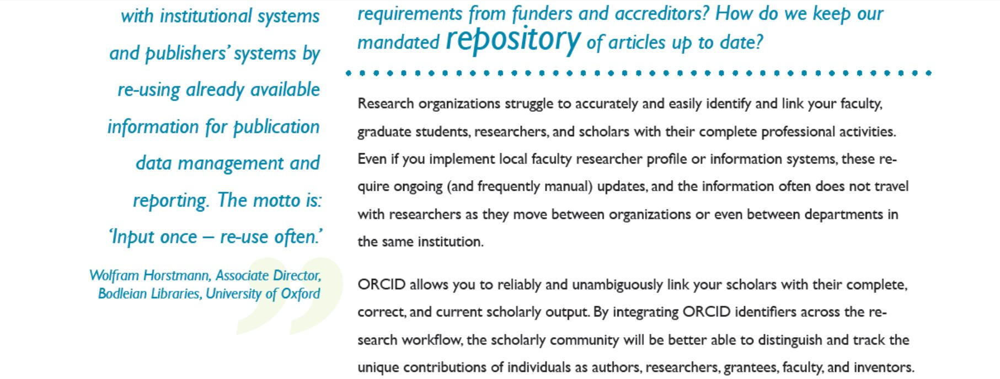 with institutional systems
and publishers’ systems by
re-using already available
information for publication
data management and
reporting. The motto is:
‘Input once – re-use often.’
Wolfram Horstmann, Associate Director,
Bodleian Libraries, University of Oxford
”
requirements from funders and accreditors? How do we keep our
mandated repository of articles up to date?
Research organizations struggle to accurately and easily identify and link your faculty,
graduate students, researchers, and scholars with their complete professional activities.
Even if you implement local faculty researcher profile or information systems, these re-
quire ongoing (and frequently manual) updates, and the information often does not travel
with researchers as they move between organizations or even between departments in
the same institution.
ORCID allows you to reliably and unambiguously link your scholars with their complete,
correct, and current scholarly output. By integrating ORCID identifiers across the re-
search workflow, the scholarly community will be better able to distinguish and track the
unique contributions of individuals as authors, researchers, grantees, faculty, and inventors.